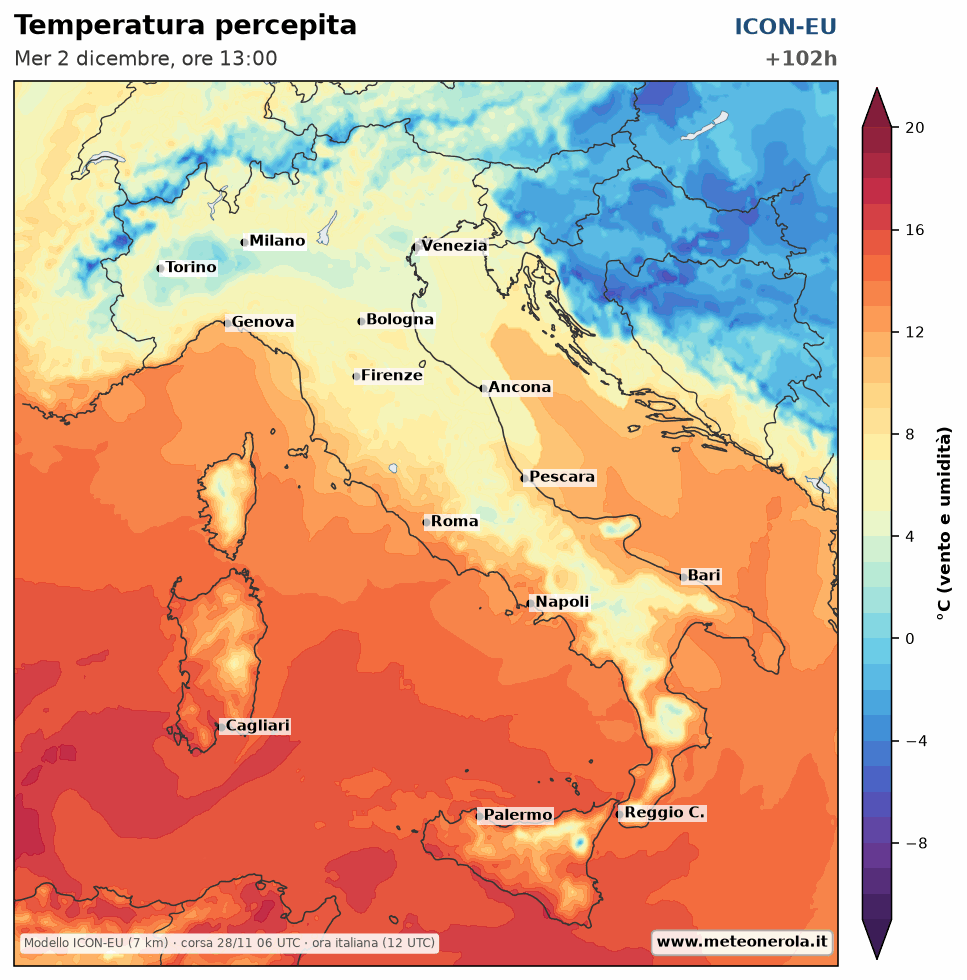 Temperatura percepita
ICON-EU
Mer 2 dicembre, ore 13:00
+102h
Milano
Venezia
Torino
Genova
Bologna
Firenze
Ancona
Pescara
Roma
Bari
Napoli
Cagliari
Palermo
Reggio C.
20
16
12
8
4
0
−4
−8
°C (vento e umidità)
Modello ICON-EU (7 km) · corsa 28/11 06 UTC · ora italiana (12 UTC)
www.meteonerola.it